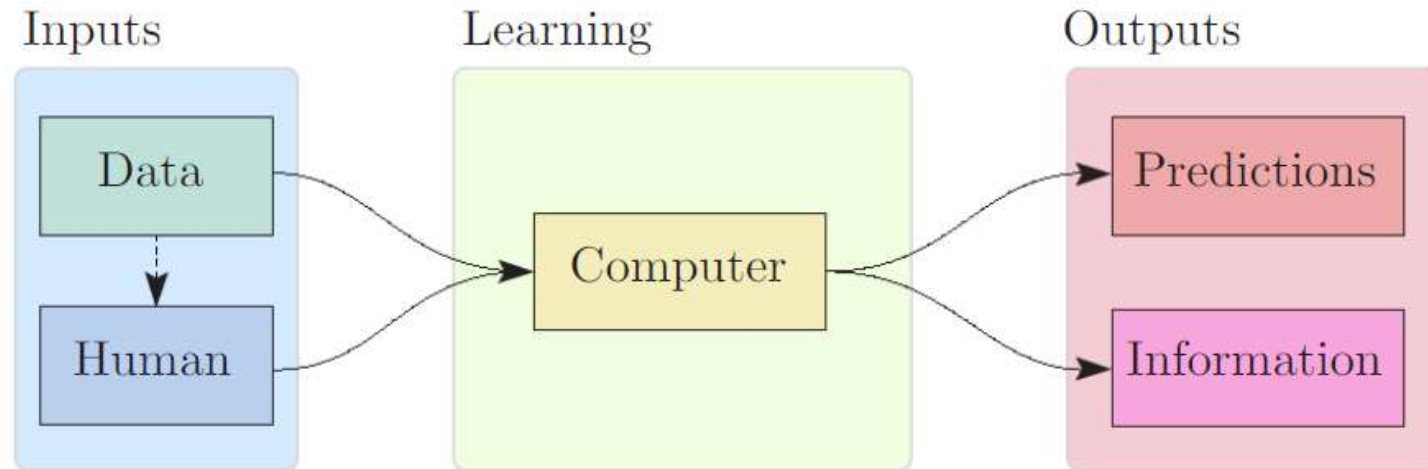 Inputs
Learning
Outputs
Data
Human
Computer
Predictions
Information